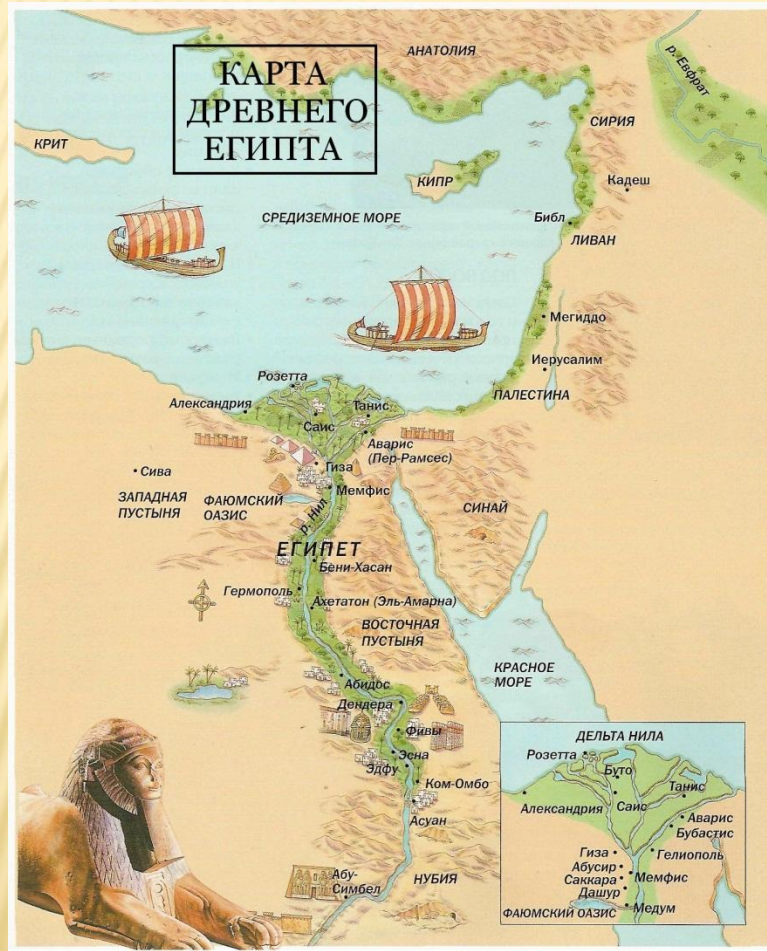 КАРТА
ДРЕВНЕГО
ЕГИПТА
АНАТОЛИЯ
р. Евфрат
КРИТ
СИРИЯ
КИПР
Кадеш
СРЕДИЗЕМНОЕ МОРЕ
Библ
ЛИВАН
Мегиддо
Иерусалим
ПАЛЕСТИНА
Розетта
Александрия
Танис
Саис
Аварис
(Пер-Рамсес)
Гиза
Сива
Мемфис
ЗАПАДНАЯ
ПУСТЫНЯ
ФАЮМСКИЙ
ОАЗИС
р. Нил
СИНАЙ
ЕГИПЕТ
Бени-Хасан
Гермополь
Ахетатон (Эль-Амарна)
ВОСТОЧНАЯ
ПУСТЫНЯ
КРАСНОЕ
МОРЕ
Абидос
Дендера
Фивы
Эсна
Эдфу
Ком-Омбо
Асуан
Абу-
Симбел
НУБИЯ
ДЕЛЬТА НИЛА
Розетта
Буто
Танис
Александрия
Саис
Аварис
Бубастис
Гиза
Гелиополь
Абусир
Саккара
Мемфис
Дашур
ФАЮМСКИЙ ОАЗИС
Медум